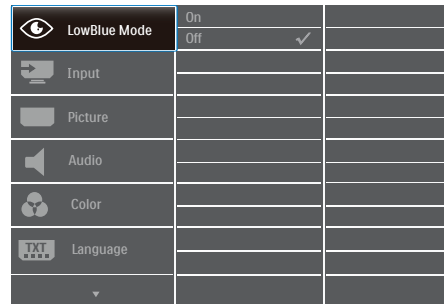 LowBlue Mode
On
Off
Input
Picture
Audio
Color
TXT
Language